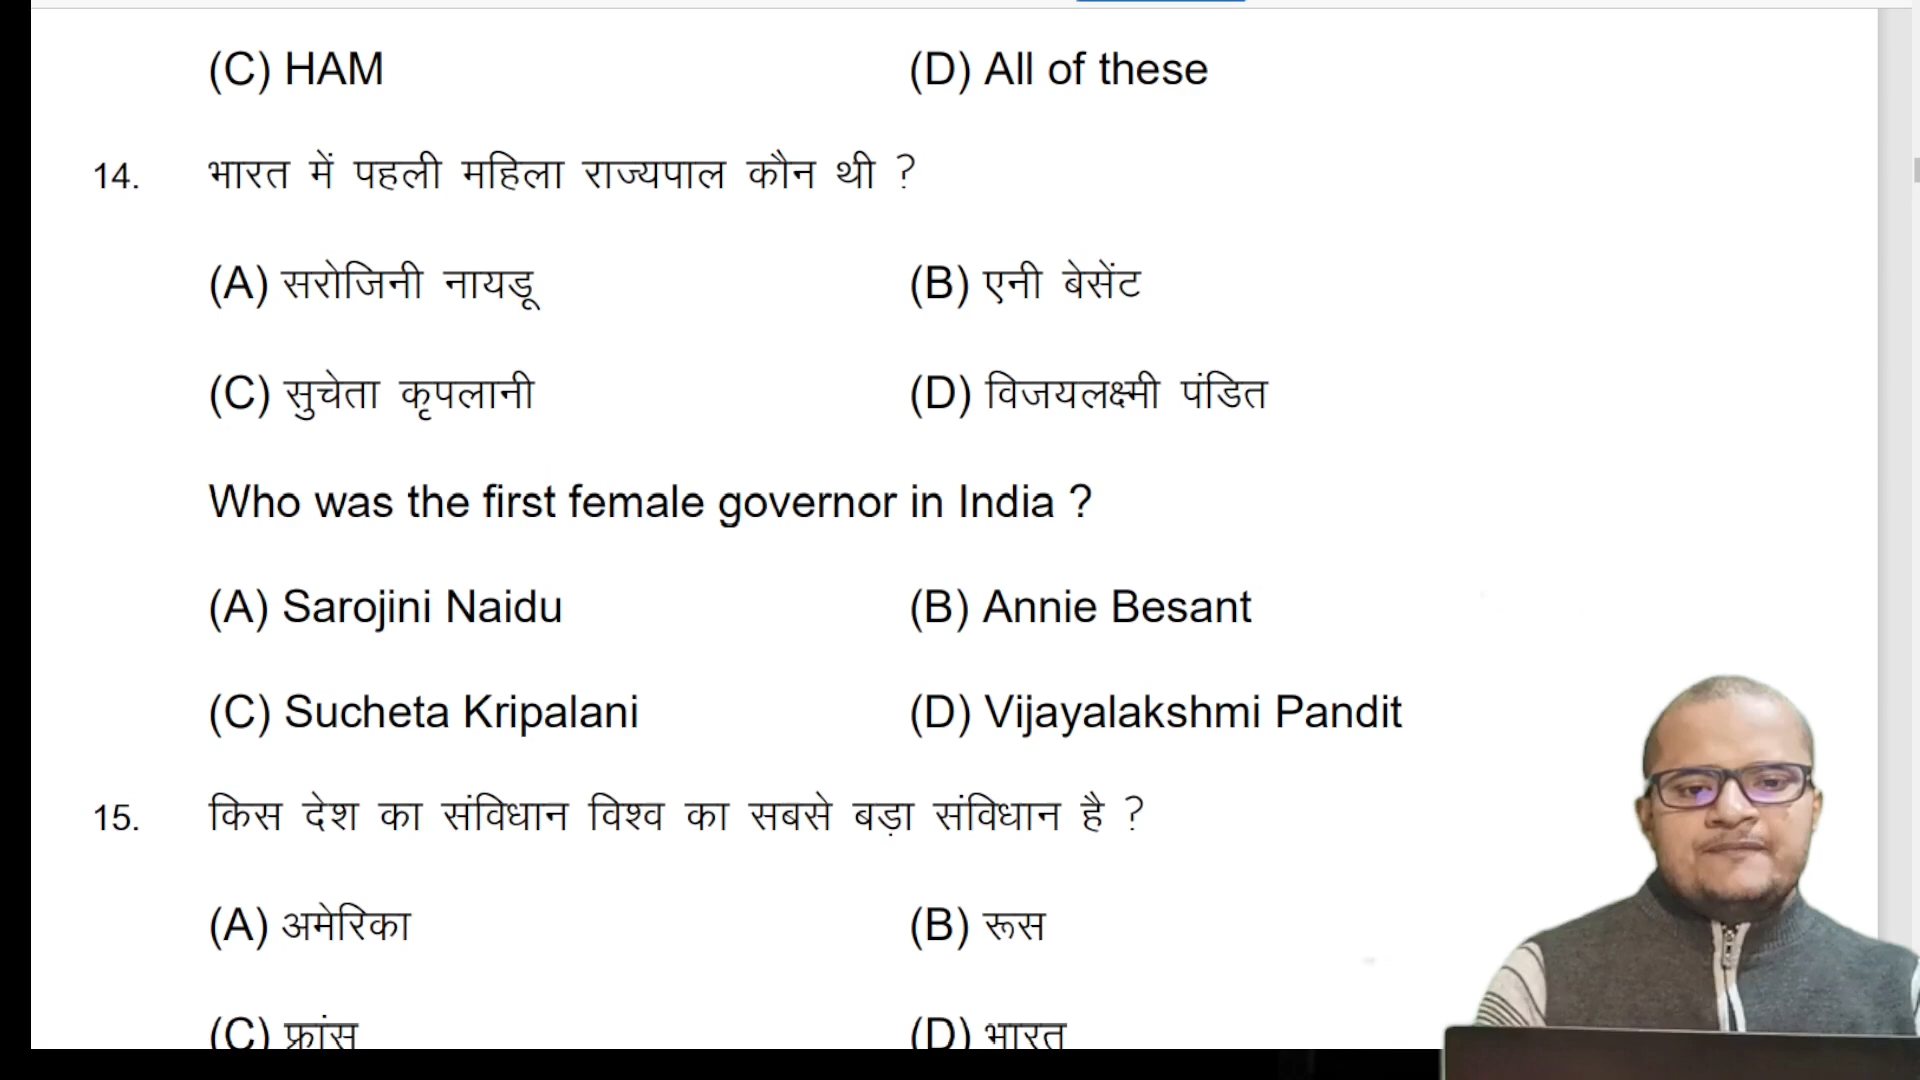 (C) HAM (D) All of these
14. भारत में पहली महिला राज्यपाल कौन थी ?
(A) सरोजिनी नायडू (B) एनी बेसेंट
(C) सुचेता कृपलानी (D) विजयलक्ष्मी पंडित
Who was the first female governor in India ?
(A) Sarojini Naidu (B) Annie Besant
(C) Sucheta Kripalani (D) Vijayalakshmi Pandit
15. किस देश का संविधान विश्व का सबसे बड़ा संविधान है ?
(A) अमेरिका (B) रूस
(C) फ्रांस (D) भारत